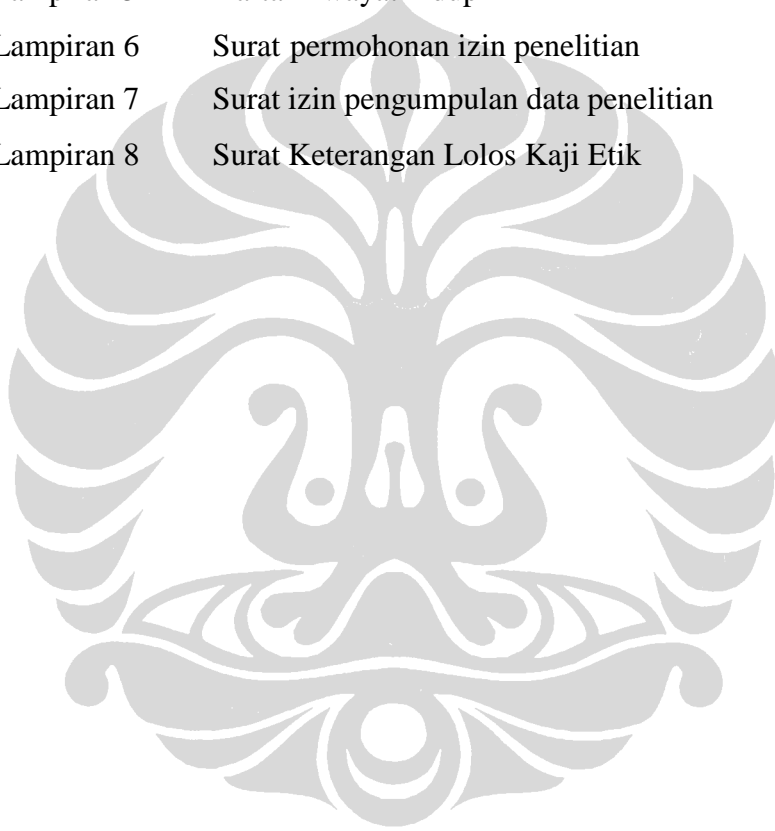 Lampiran 6 Surat permohonan izin penelitian
Lampiran 7 Surat izin pengumpulan data penelitian
Lampiran 8 Surat Keterangan Lolos Kaji Etik